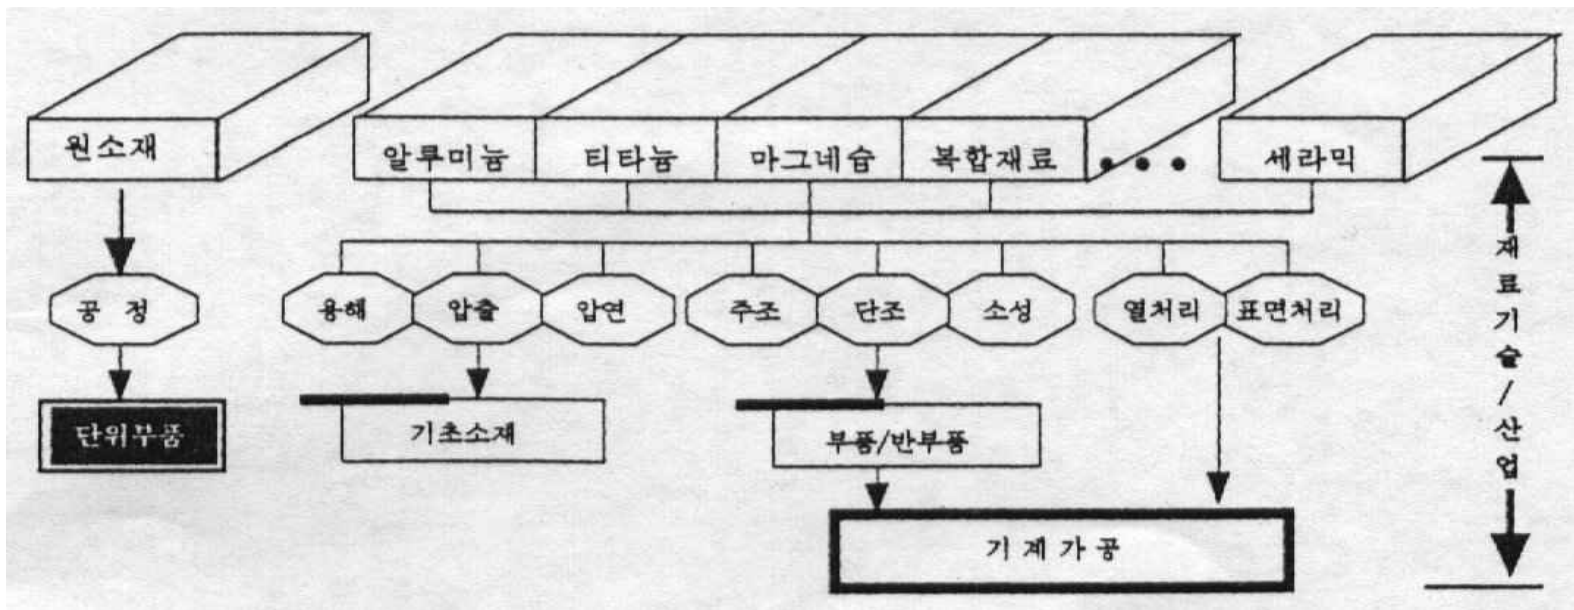 원소재
알루미늄
티타늄
마그네슘
복합재료
● ● ●
세라믹
공 정
용해
압출
압연
주조
단조
소성
열처리
표면처리
단위부품
기초소재
부품/반부품
기계가공
재료기술/산업